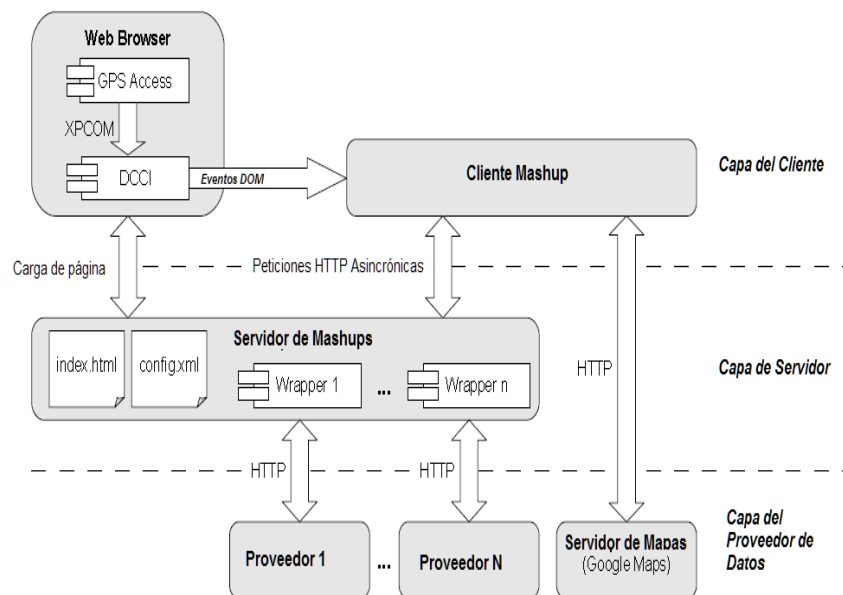 Web Browser
GPS Access
XPCOM
DCCI
Eventos DOM
Cliente Mashup
Capa del Cliente
Carga de página
Peticiones HTTP Asincrónicas
Servidor de Mashups
index.html
config.xml
Wrapper 1
...
Wrapper n
HTTP
Capa de Servidor
HTTP
HTTP
Proveedor 1
...
Proveedor N
Servidor de Mapas
(Google Maps)
Capa del
Proveedor de
Datos